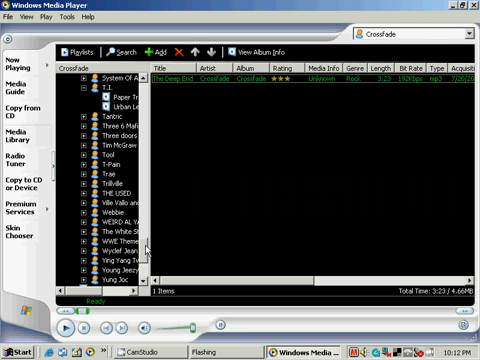 Windows Media Player
File View Play Tools Help
Crossfade
Playlists Search Add View Album Info
Now Playing
Media Guide
Copy from CD
Media Library
Radio Tuner
Copy to CD or Device
Premium Services
Skin Chooser
Crossfade
System Of A
T.I.
Paper Tr
Urban Le
Tantric
Three 6 Mafi
Three doors
Tim McGraw
Tool
T-Pain
Trae
Trillville
THE USED
Ville Vallo and
Webbie
WEIRD AL YA
The White St
WWE Theme
Wyclef Jean
Ying Yang Tw
Young Jeezy
Yung Joc
Title Artist Album Rating Media Info Genre Length Bit Rate Type Acquisiti
The Deep End Crossfade Crossfade Unknown Rock 3:23 192Kbps mp3 7/20/20
1 Items Total Time: 3:23 / 4.66MB
Ready
Start CamStudio Flashing Windows Media ... 10:12 PM